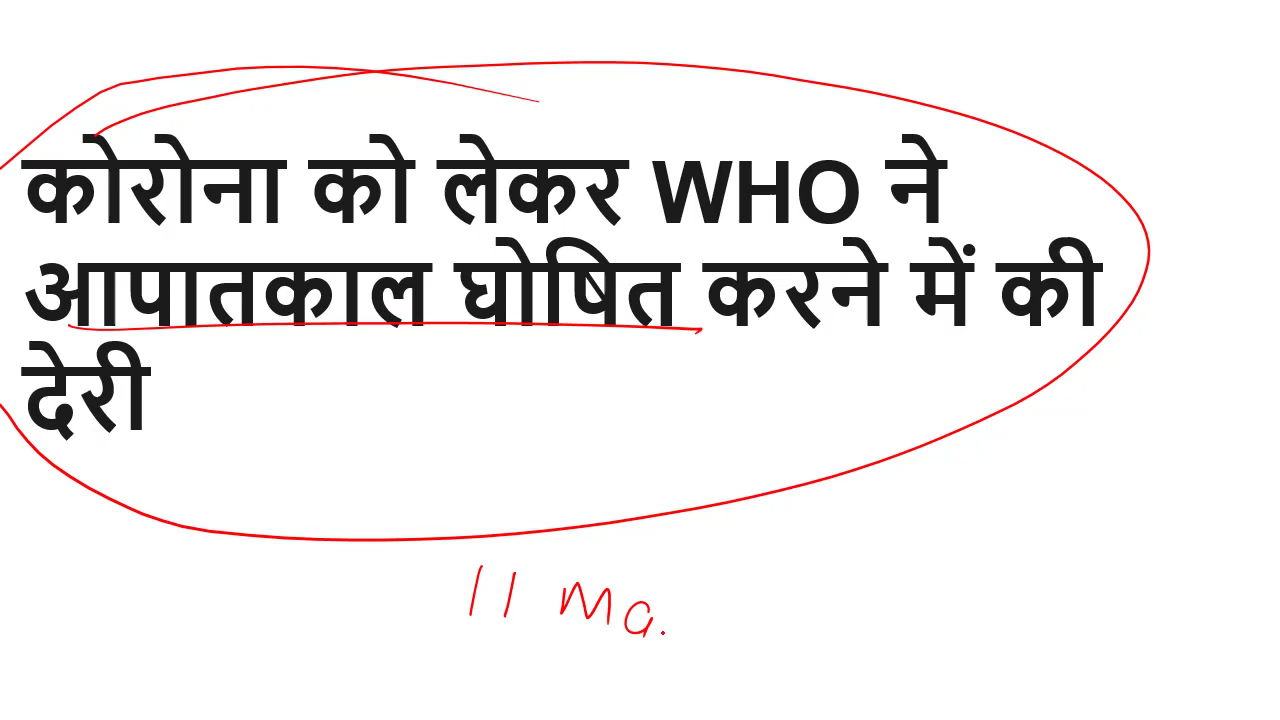 कोरोना को लेकर WHO ने
आपातकाल घोषित करने में की
देरी
11 Ma.